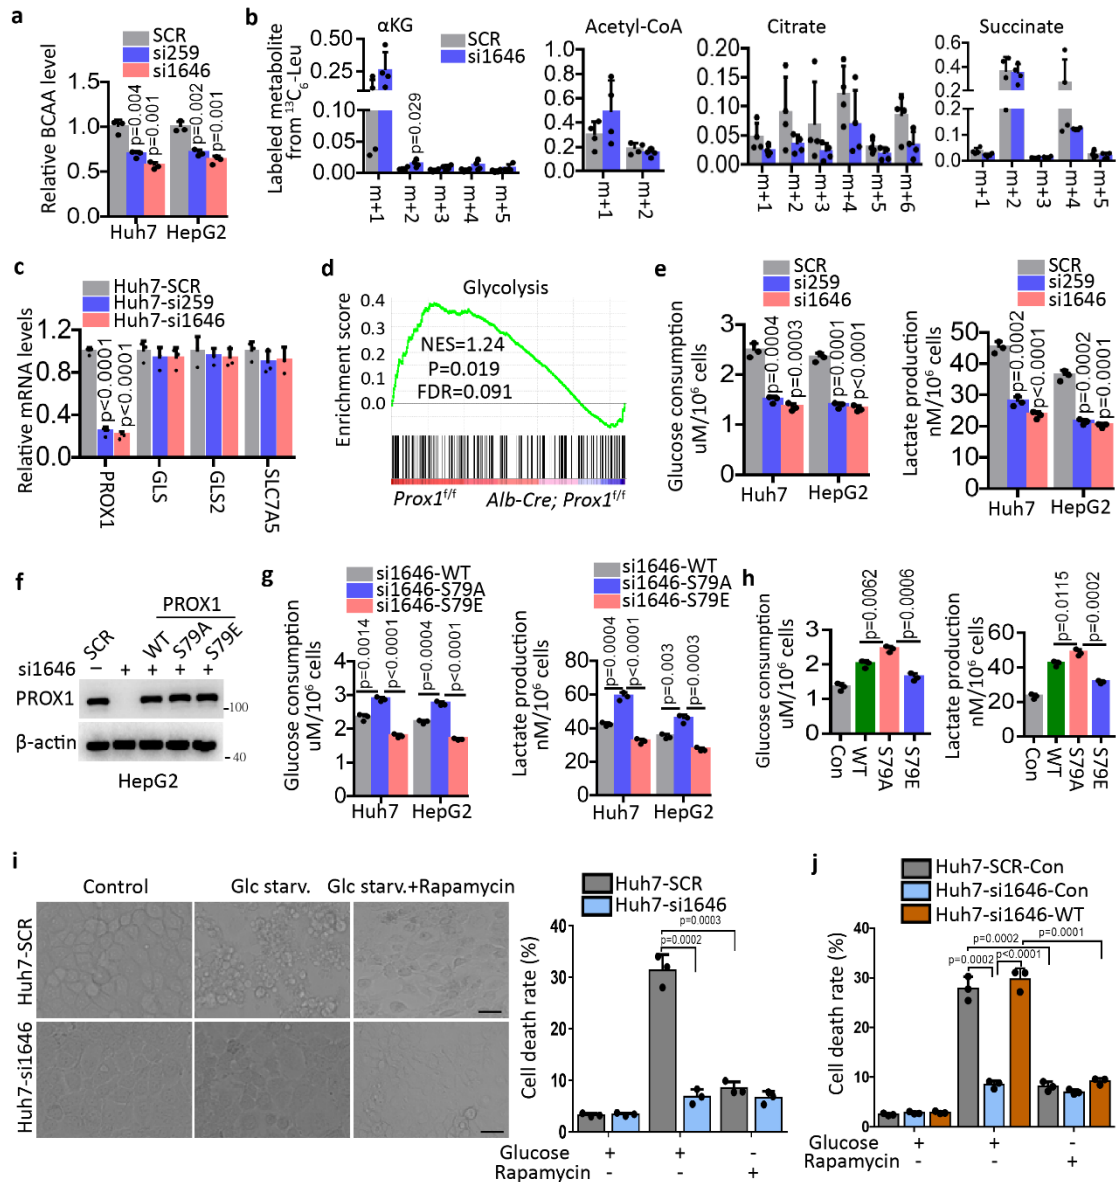 a
SCR
si259
si1646
Relative BCAA level
1.5
1.0
0.5
0.0
p=0.004
p=0.001
p=0.002
p=0.001
Huh7
HepG2
b
αKG
SCR
si1646
Labeled metabolite
from ¹³C₆-Leu
0.50
0.25
0.10
0.05
0.00
p=0.029
m+1
m+2
m+3
m+4
m+5
Acetyl-CoA
1.0
0.8
0.6
0.4
0.2
0.0
m+1
m+2
Citrate
0.20
0.15
0.10
0.05
0.00
m+1
m+2
m+3
m+4
m+5
m+6
Succinate
0.6
0.4
0.2
0.2
0.1
0.0
m+1
m+2
m+3
m+4
m+5
c
Huh7-SCR
Huh7-si259
Huh7-si1646
Relative mRNA levels
1.2
0.8
0.4
0.0
p<0.0001
p<0.0001
PROX1
GLS
GLS2
SLC7A5
d
Glycolysis
Enrichment score
0.4
0.3
0.2
0.1
0.0
NES=1.24
P=0.019
FDR=0.091
Prox1f/f
Alb-Cre; Prox1f/f
e
SCR
si259
si1646
Glucose consumption
uM/10⁶ cells
3
2
1
0
p=0.0004
p=0.0003
p=0.0001
p<0.0001
Huh7
HepG2
SCR
si259
si1646
Lactate production
nM/10⁶ cells
50
40
30
20
10
0
p=0.0002
p<0.0001
p=0.0002
p=0.0002
Huh7
HepG2
f
PROX1
SCR
WT
S79A
S79E
si1646
– + + + +
PROX1
-100
β-actin
- 40
HepG2
g
si1646-WT
si1646-S79A
si1646-S79E
Glucose consumption
uM/10⁶ cells
4
3
2
1
0
p=0.0014
p<0.0001
p=0.0004
p<0.0001
Huh7
HepG2
si1646-WT
si1646-S79A
si1646-S79E
Lactate production
nM/10⁶ cells
80
60
40
20
0
p=0.0004
p<0.0001
p=0.003
p=0.0003
Huh7
HepG2
h
Glucose consumption
uM/10⁶ cells
3
2
1
0
p=0.0062
p=0.0006
Con
WT
S79A
S79E
Lactate production
nM/10⁶ cells
60
40
20
0
p=0.0115
p=0.0002
Con
WT
S79A
S79E
i
Control
Glc starv.
Glc starv.+Rapamycin
Huh7-SCR
Huh7-si1646
Huh7-SCR
Huh7-si1646
Cell death rate (%)
40
30
20
10
0
p=0.0003
p=0.0002
Glucose + + -
Rapamycin - - +
j
Huh7-SCR-Con
Huh7-si1646-Con
Huh7-si1646-WT
Cell death rate (%)
40
30
20
10
0
p=0.0002
p=0.0001
p=0.0002
p<0.0001
Glucose + + -
Rapamycin - - +